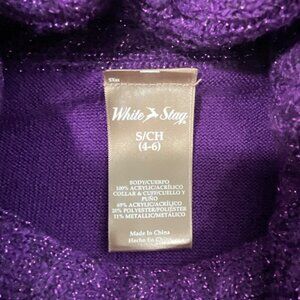 White Stag
S/CH
(4-6)
BODY/CUERPO
100% ACRYLIC/ACRÍLICO
COLLAR & CUFF/CUELLO Y
PUÑO
69% ACRYLIC/ACRÍLICO
20% POLYESTER/POLIÉSTER
11% METALLIC/METÁLICO
Made In China
Hecho En China